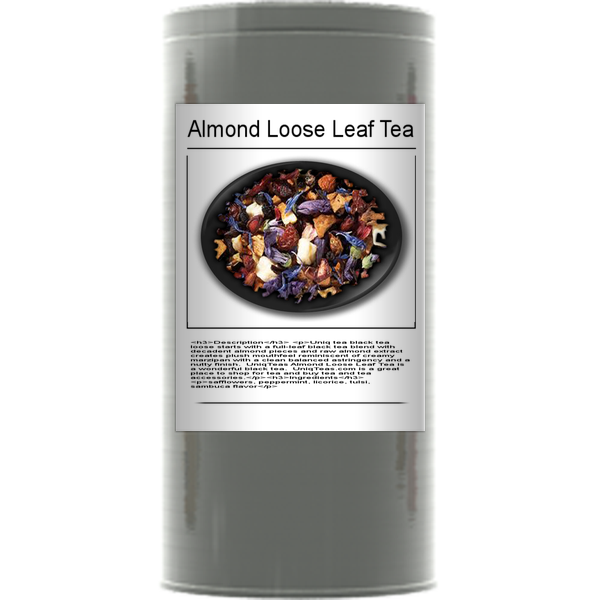 Almond Loose Leaf Tea
<h3>Description</h3> <p>Uniq tea black tea
loose starts with a full-leaf black tea blend with
decadent almond pieces and raw almond extract
creates plush mouthfeel reminiscent of creamy
marzipan with a clean balanced astringency and a
nutty finish.  UniqTeas Almond Loose Leaf Tea is
a wonderful black tea.  UniqTeas.com is a great
place to shop for tea and buy tea and tea
accessories.</p><h3>Ingredients</h3>
<p>safflowers, peppermint, licorice, tulsi,
sambuca flavor</p>